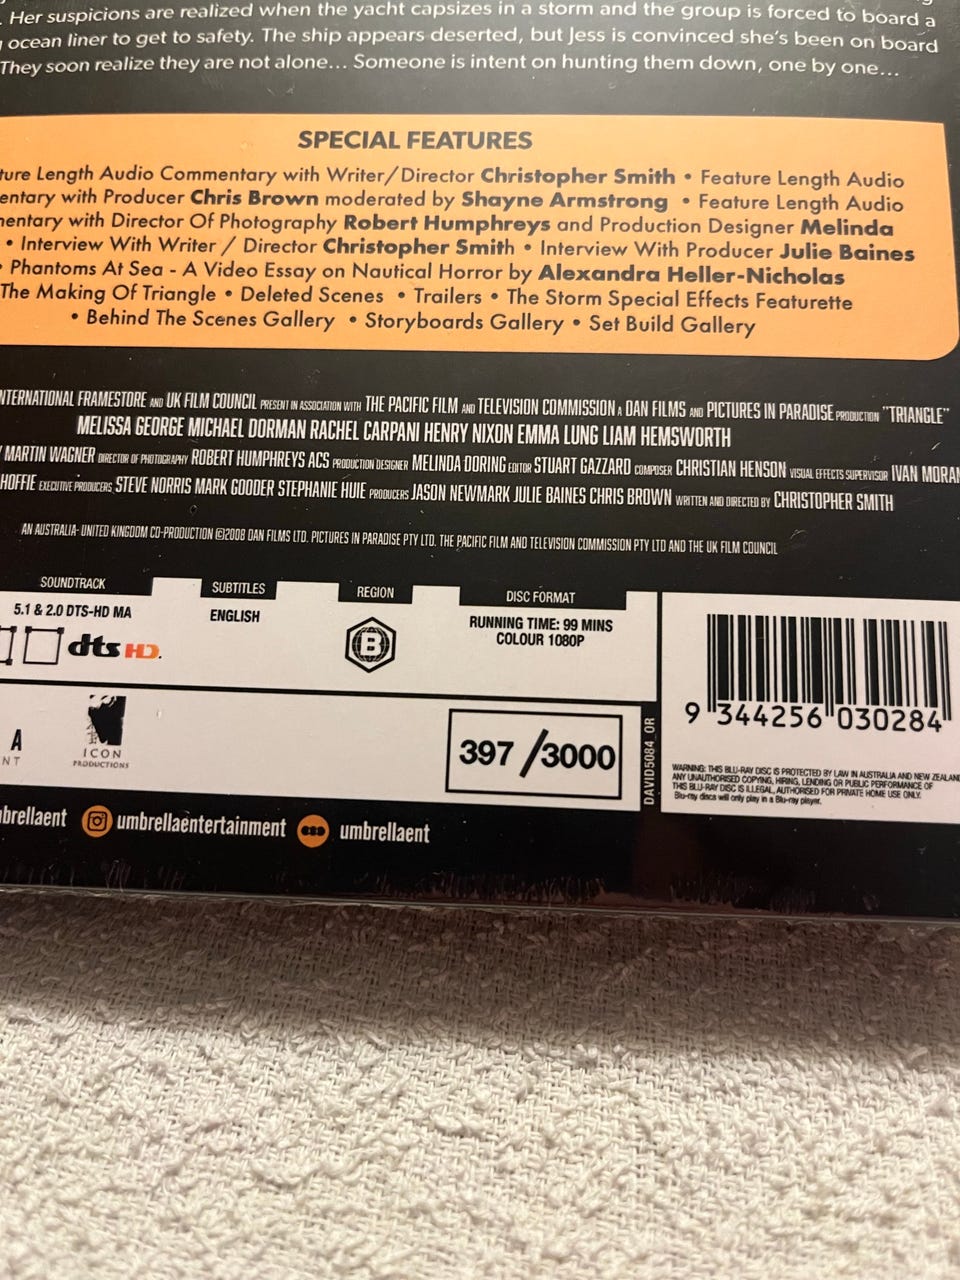 . Her suspicions are realized when the yacht capsizes in a storm and the group is forced to board a
ocean liner to get to safety. The ship appears deserted, but Jess is convinced she's been on board
They soon realize they are not alone... Someone is intent on hunting them down, one by one...
SPECIAL FEATURES
ture Length Audio Commentary with Writer/Director Christopher Smith • Feature Length Audio
entary with Producer Chris Brown moderated by Shayne Armstrong • Feature Length Audio
nentary with Director Of Photography Robert Humphreys and Production Designer Melinda
• Interview With Writer / Director Christopher Smith • Interview With Producer Julie Baines
• Phantoms At Sea - A Video Essay on Nautical Horror by Alexandra Heller-Nicholas
The Making Of Triangle • Deleted Scenes • Trailers • The Storm Special Effects Featurette
• Behind The Scenes Gallery • Storyboards Gallery • Set Build Gallery
NTERNATIONAL FRAMESTORE AND UK FILM COUNCIL PRESENT IN ASSOCIATION WITH THE PACIFIC FILM AND TELEVISION COMMISSION A DAN FILMS AND PICTURES IN PARADISE PRODUCTION "TRIANGLE"
MELISSA GEORGE MICHAEL DORMAN RACHEL CARPANI HENRY NIXON EMMA LUNG LIAM HEMSWORTH
MARTIN WAGNER DIRECTOR OF PHOTOGRAPHY ROBERT HUMPHREYS ACS PRODUCTION DESIGNER MELINDA DORING EDITOR STUART GAZZARD COMPOSER CHRISTIAN HENSON VISUAL EFFECTS SUPERVISOR IVAN MORAN
HOFFIE EXECUTIVE PRODUCERS STEVE NORRIS MARK GOODER STEPHANIE HUIE PRODUCERS JASON NEWMARK JULIE BAINES CHRIS BROWN WRITTEN AND DIRECTED BY CHRISTOPHER SMITH
AN AUSTRALIA- UNITED KINGDOM CO-PRODUCTION ©2008 DAN FILMS LTD. PICTURES IN PARADISE PTY LTD. THE PACIFIC FILM AND TELEVISION COMMISSION PTY LTD AND THE UK FILM COUNCIL
SOUNDTRACK
5.1 & 2.0 DTS-HD MA
dts HD.
SUBTITLES
ENGLISH
REGION
B
DISC FORMAT
RUNNING TIME: 99 MINS
COLOUR 1080P
A
NT
ICON
PRODUCTIONS
397 /3000
DAVID5084_OR
9 344256 030284
WARNING: THIS BLU-RAY DISC IS PROTECTED BY LAW IN AUSTRALIA AND NEW ZEALAND
ANY UNAUTHORISED COPYING, HIRING, LENDING OR PUBLIC PERFORMANCE OF
THIS BLU-RAY DISC IS ILLEGAL. AUTHORISED FOR PRIVATE HOME USE ONLY.
Blu-ray discs will only play in a Blu-ray player.
brellaent umbrellaentertainment umbrellaent